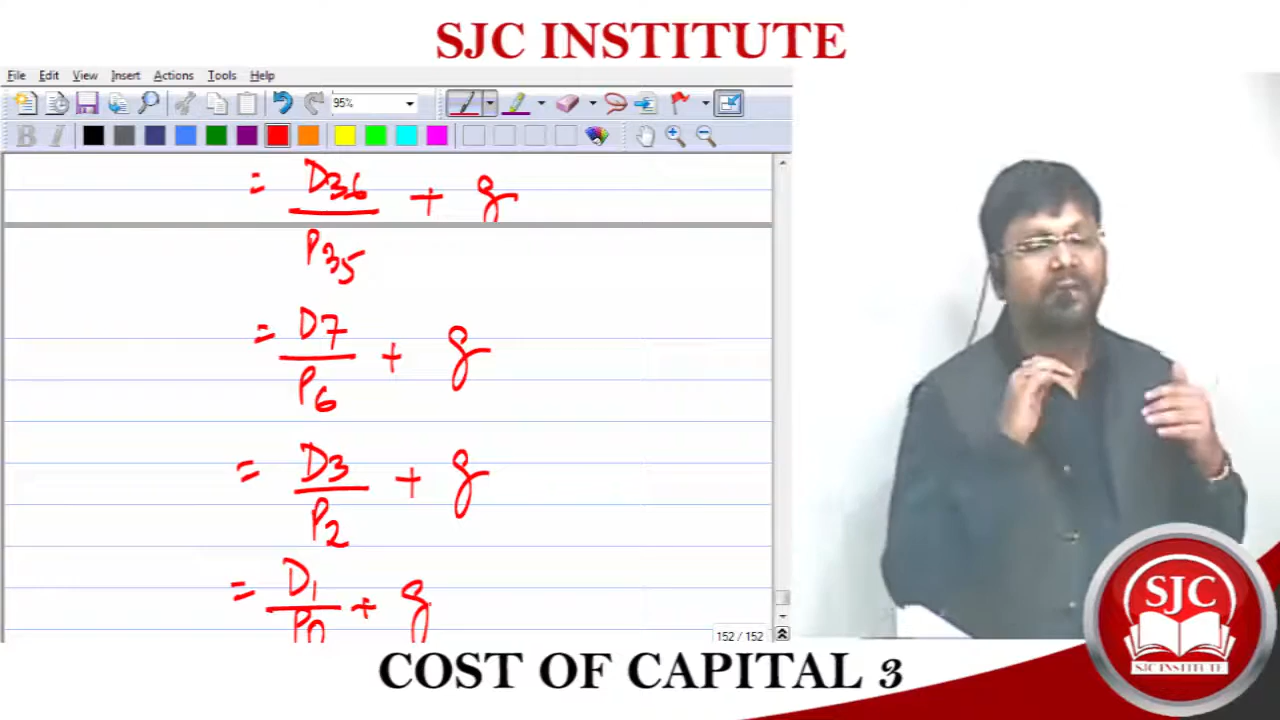 SJC INSTITUTE
File Edit View Insert Actions Tools Help
95%
B I
= D36 + g
P35
= D7 + g
P6
= D3 + g
P2
= D1 + g
P0
152 / 152
SJC
SJC INSTITUTE
COST OF CAPITAL 3